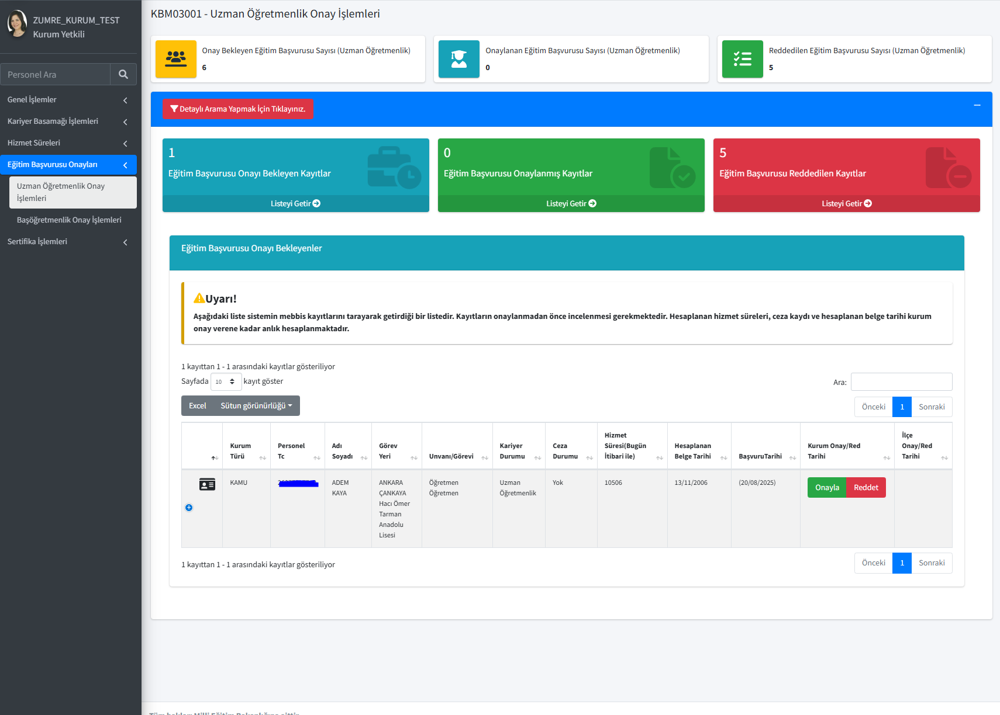 ZUMRE_KURUM_TEST
Kurum Yetkili
Personel Ara
Genel İşlemler
Kariyer Basamağı İşlemleri
Hizmet Süreleri
Eğitim Başvurusu Onayları
Uzman Öğretmenlik Onay
İşlemleri
Başöğretmenlik Onay İşlemleri
Sertifika İşlemleri
KBM03001 - Uzman Öğretmenlik Onay İşlemleri
Onay Bekleyen Eğitim Başvurusu Sayısı (Uzman Öğretmenlik)
6
Onaylanan Eğitim Başvurusu Sayısı (Uzman Öğretmenlik)
0
Reddedilen Eğitim Başvurusu Sayısı (Uzman Öğretmenlik)
5
Detaylı Arama Yapmak İçin Tıklayınız.
1
Eğitim Başvurusu Onayı Bekleyen Kayıtlar
Listeyi Getir
0
Eğitim Başvurusu Onaylanmış Kayıtlar
Listeyi Getir
5
Eğitim Başvurusu Reddedilen Kayıtlar
Listeyi Getir
Eğitim Başvurusu Onayı Bekleyenler
Uyarı!
Aşağıdaki liste sistemin mebbis kayıtlarını tarayarak getirdiği bir listedir. Kayıtların onaylanmadan önce incelenmesi gerekmektedir. Hesaplanan hizmet süreleri, ceza kaydı ve hesaplanan belge tarihi kurum
onay verene kadar anlık hesaplanmaktadır.
1 kayıttan 1 - 1 arasındaki kayıtlar gösteriliyor
Sayfada 10 kayıt göster
Ara:
Excel Sütun görünürlüğü
Önceki 1 Sonraki
Kurum
Türü
Personel
Tc
Adı
Soyadı
Görev
Yeri
Unvanı/Görevi
Kariyer
Durumu
Ceza
Durumu
Hizmet
Süresi(Bugün
İtibari ile)
Hesaplanan
Belge Tarihi
BaşvuruTarihi
Kurum Onay/Red
Tarihi
İlçe
Onay/Red
Tarihi
KAMU
ADEM
KAYA
ANKARA
ÇANKAYA
Hacı Ömer
Tarman
Anadolu
Lisesi
Öğretmen
Öğretmen
Uzman
Öğretmenlik
Yok
10506
13/11/2006
(20/08/2025)
Onayla Reddet
1 kayıttan 1 - 1 arasındaki kayıtlar gösteriliyor
Önceki 1 Sonraki